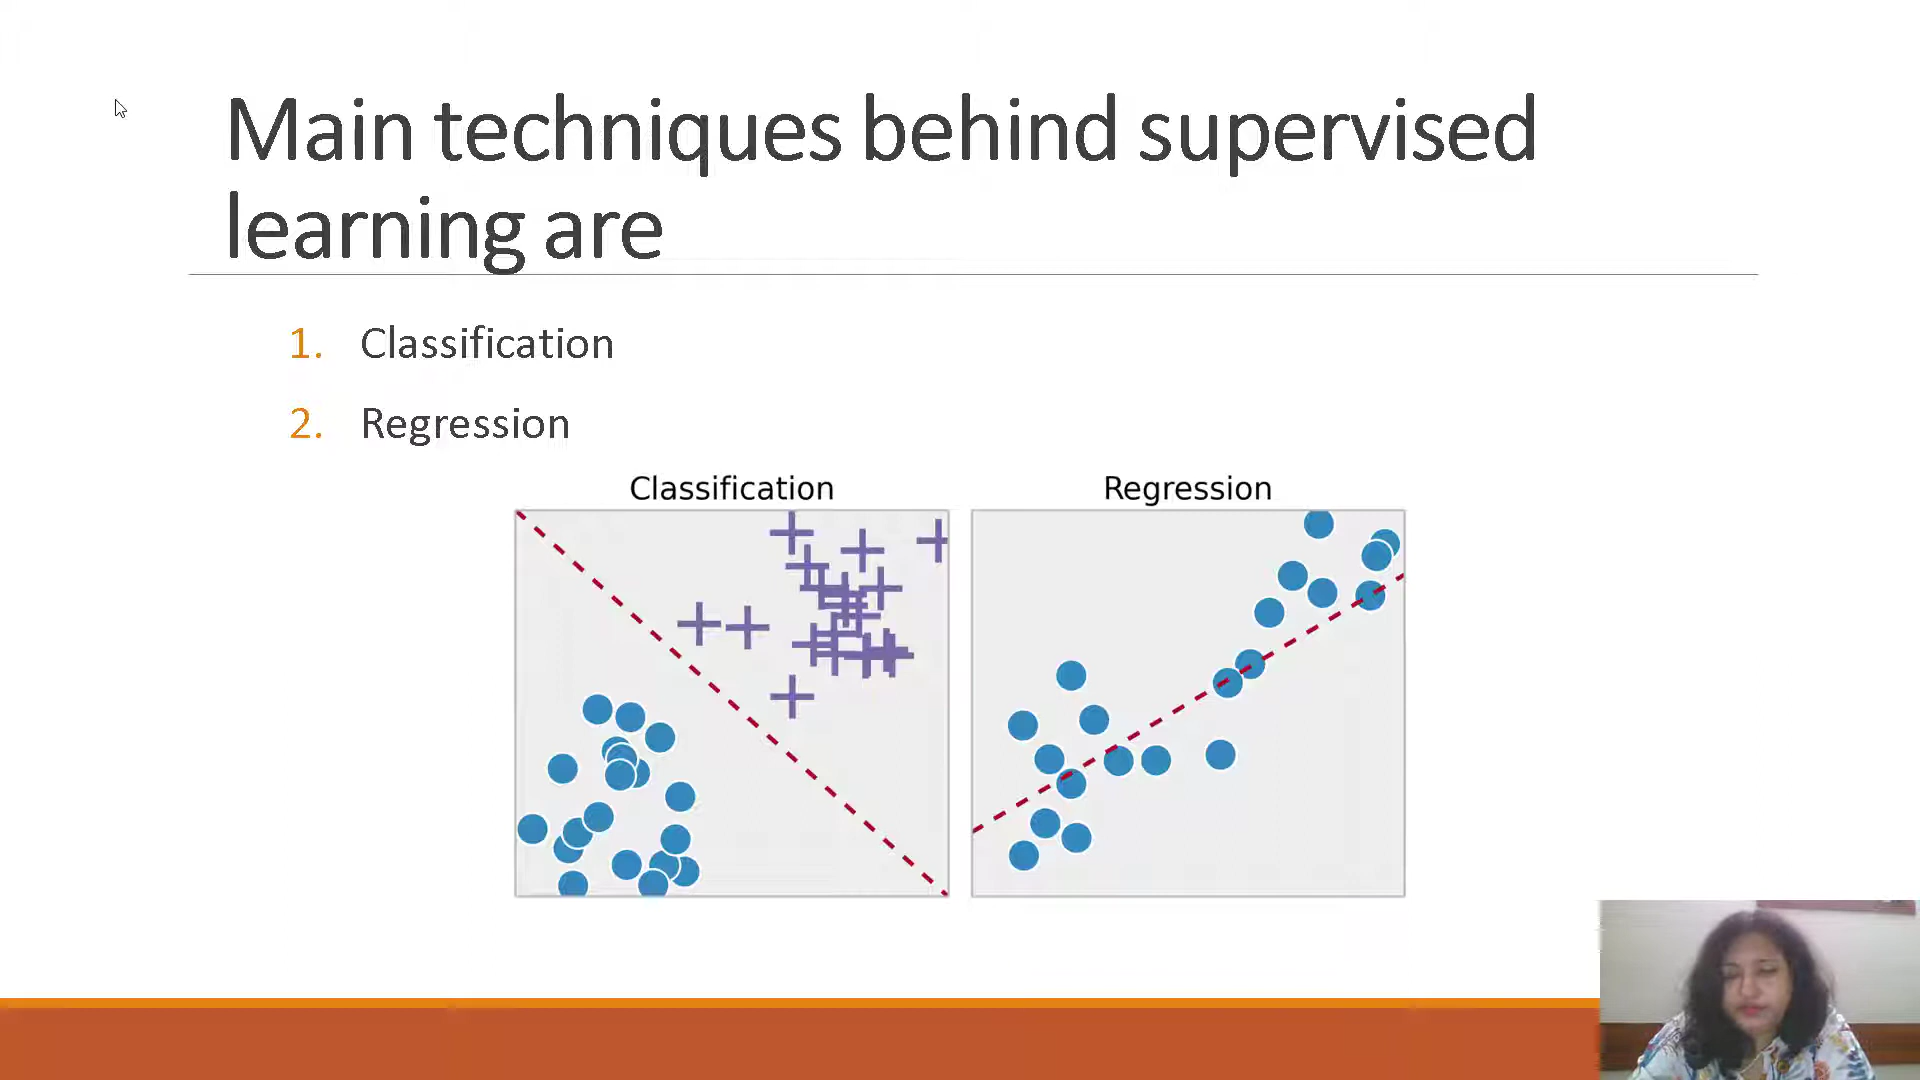 Main techniques behind supervised
learning are
1. Classification
2. Regression
Classification
Regression